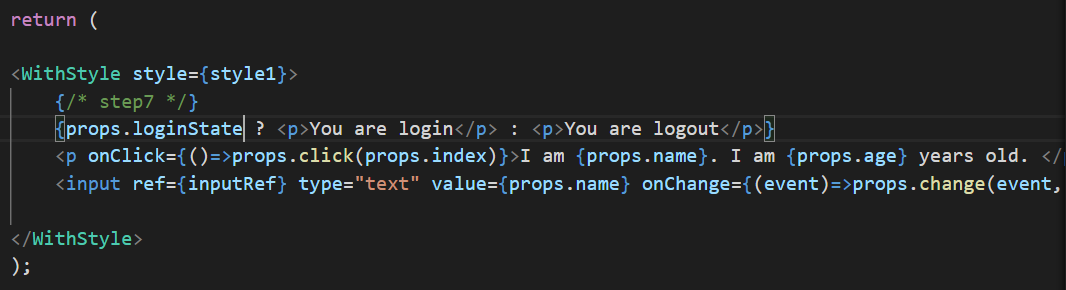 return (
<WithStyle style={style1}>
{/* step7 */}
{props.loginState ? <p>You are login</p> : <p>You are logout</p>}
<p onClick={()=>props.click(props.index)}>I am {props.name}. I am {props.age} years old. </
<input ref={inputRef} type="text" value={props.name} onChange={(event)=>props.change(event,
</WithStyle>
);